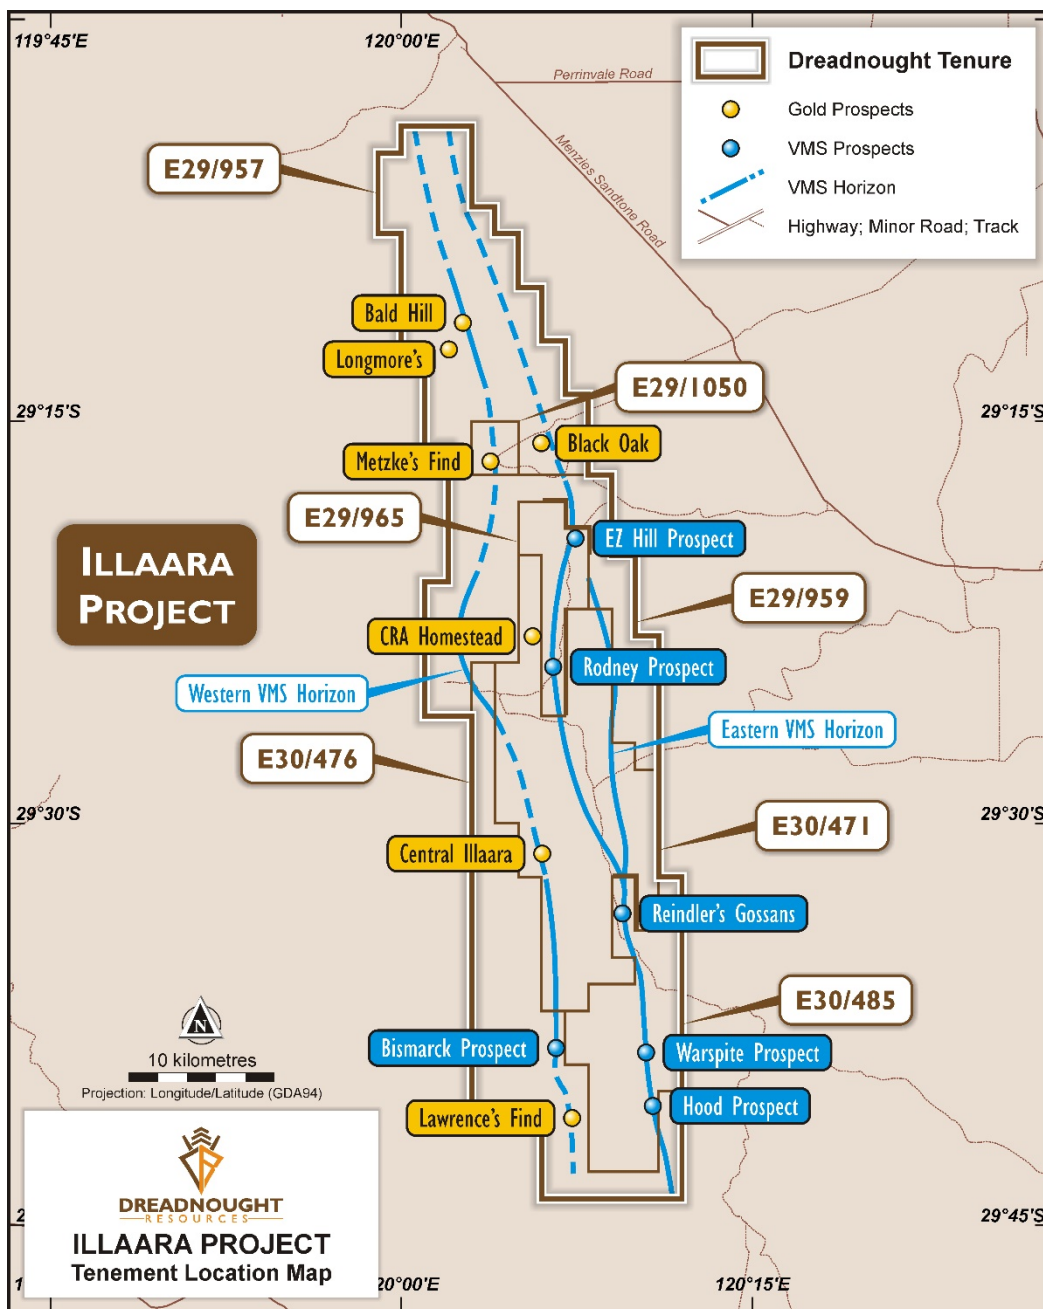 119°45'E
120°00'E
Perrinvale Road
Menzies Sandtone Road
Dreadnought Tenure
Gold Prospects
VMS Prospects
VMS Horizon
Highway; Minor Road; Track
E29/957
Bald Hill
Longmore's
E29/1050
29°15'S
29°15'S
Black Oak
Metzke's Find
E29/965
EZ Hill Prospect
ILLAARA
PROJECT
E29/959
CRA Homestead
Rodney Prospect
Western VMS Horizon
Eastern VMS Horizon
E30/476
29°30'S
29°30'S
E30/471
Central Illaara
Reindler's Gossans
E30/485
N
10 kilometres
Projection: Longitude/Latitude (GDA94)
Bismarck Prospect
Warspite Prospect
Hood Prospect
Lawrence's Find
DREADNOUGHT
RESOURCES
ILLAARA PROJECT
Tenement Location Map
29°45'S
20°00'E
120°15'E